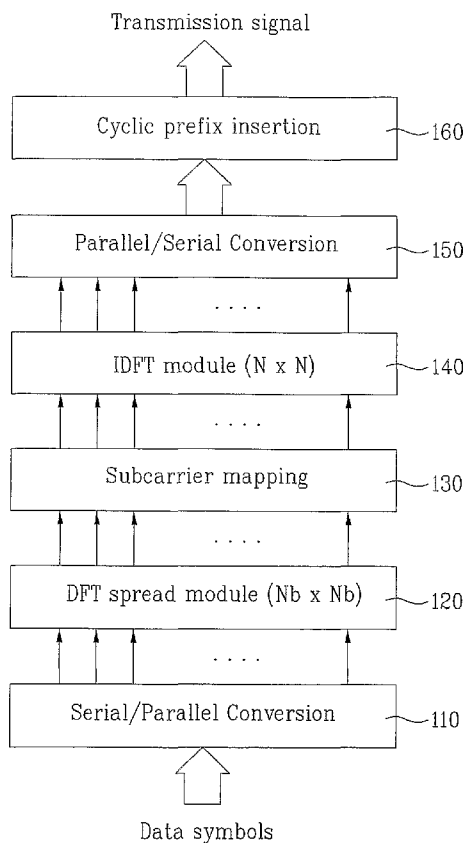 Transmission signal
Cyclic prefix insertion
160
Parallel/Serial Conversion
150
. . . .
IDFT module (N x N)
140
. . . .
Subcarrier mapping
130
. . . .
DFT spread module (Nb x Nb)
120
. . . .
Serial/Parallel Conversion
110
Data symbols